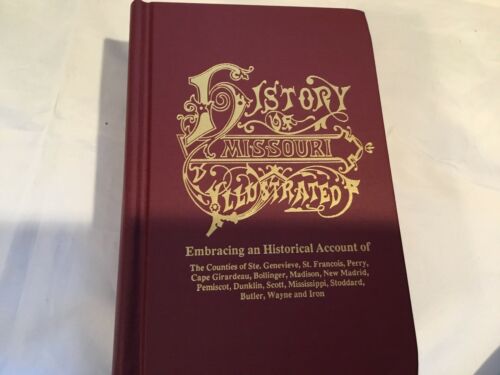 History
of
Missouri
Illustrated
Embracing an Historical Account of
The Counties of Ste. Genevieve, St. Francois, Perry,
Cape Girardeau, Bollinger, Madison, New Madrid,
Pemiscot, Dunklin, Scott, Mississippi, Stoddard,
Butler, Wayne and Iron